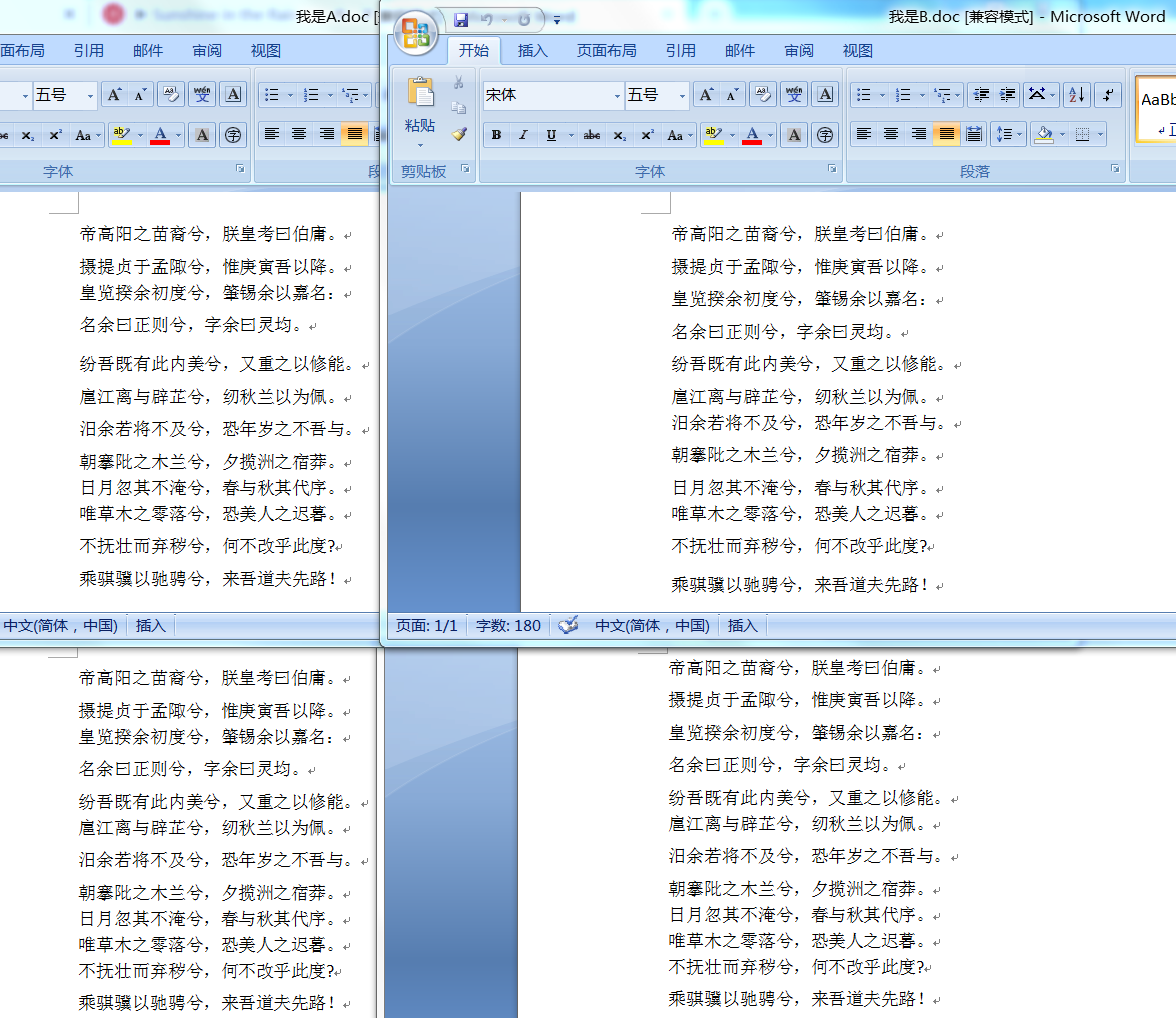 我是A.doc [
我是B.doc [兼容模式] - Microsoft Word
面布局 引用 邮件 审阅 视图
开始 插入 页面布局 引用 邮件 审阅 视图
五号
宋体 五号
AaBb
粘贴
字体
段
剪贴板 字体 段落
帝高阳之苗裔兮，朕皇考曰伯庸。
摄提贞于孟陬兮，惟庚寅吾以降。
皇览揆余初度兮，肇锡余以嘉名：
名余曰正则兮，字余曰灵均。
纷吾既有此内美兮，又重之以修能。
扈江离与辟芷兮，纫秋兰以为佩。
汨余若将不及兮，恐年岁之不吾与。
朝搴阰之木兰兮，夕揽洲之宿莽。
日月忽其不淹兮，春与秋其代序。
唯草木之零落兮，恐美人之迟暮。
不抚壮而弃秽兮，何不改乎此度?
乘骐骥以驰骋兮，来吾道夫先路！
中文(简体，中国) 插入
帝高阳之苗裔兮，朕皇考曰伯庸。
摄提贞于孟陬兮，惟庚寅吾以降。
皇览揆余初度兮，肇锡余以嘉名：
名余曰正则兮，字余曰灵均。
纷吾既有此内美兮，又重之以修能。
扈江离与辟芷兮，纫秋兰以为佩。
汨余若将不及兮，恐年岁之不吾与。
朝搴阰之木兰兮，夕揽洲之宿莽。
日月忽其不淹兮，春与秋其代序。
唯草木之零落兮，恐美人之迟暮。
不抚壮而弃秽兮，何不改乎此度?
乘骐骥以驰骋兮，来吾道夫先路！
页面: 1/1 字数: 180 中文(简体，中国) 插入
帝高阳之苗裔兮，朕皇考曰伯庸。
摄提贞于孟陬兮，惟庚寅吾以降。
皇览揆余初度兮，肇锡余以嘉名：
名余曰正则兮，字余曰灵均。
纷吾既有此内美兮，又重之以修能。
扈江离与辟芷兮，纫秋兰以为佩。
汨余若将不及兮，恐年岁之不吾与。
朝搴阰之木兰兮，夕揽洲之宿莽。
日月忽其不淹兮，春与秋其代序。
唯草木之零落兮，恐美人之迟暮。
不抚壮而弃秽兮，何不改乎此度?
乘骐骥以驰骋兮，来吾道夫先路！
帝高阳之苗裔兮，朕皇考曰伯庸。
摄提贞于孟陬兮，惟庚寅吾以降。
皇览揆余初度兮，肇锡余以嘉名：
名余曰正则兮，字余曰灵均。
纷吾既有此内美兮，又重之以修能。
扈江离与辟芷兮，纫秋兰以为佩。
汨余若将不及兮，恐年岁之不吾与。
朝搴阰之木兰兮，夕揽洲之宿莽。
日月忽其不淹兮，春与秋其代序。
唯草木之零落兮，恐美人之迟暮。
不抚壮而弃秽兮，何不改乎此度?
乘骐骥以驰骋兮，来吾道夫先路！